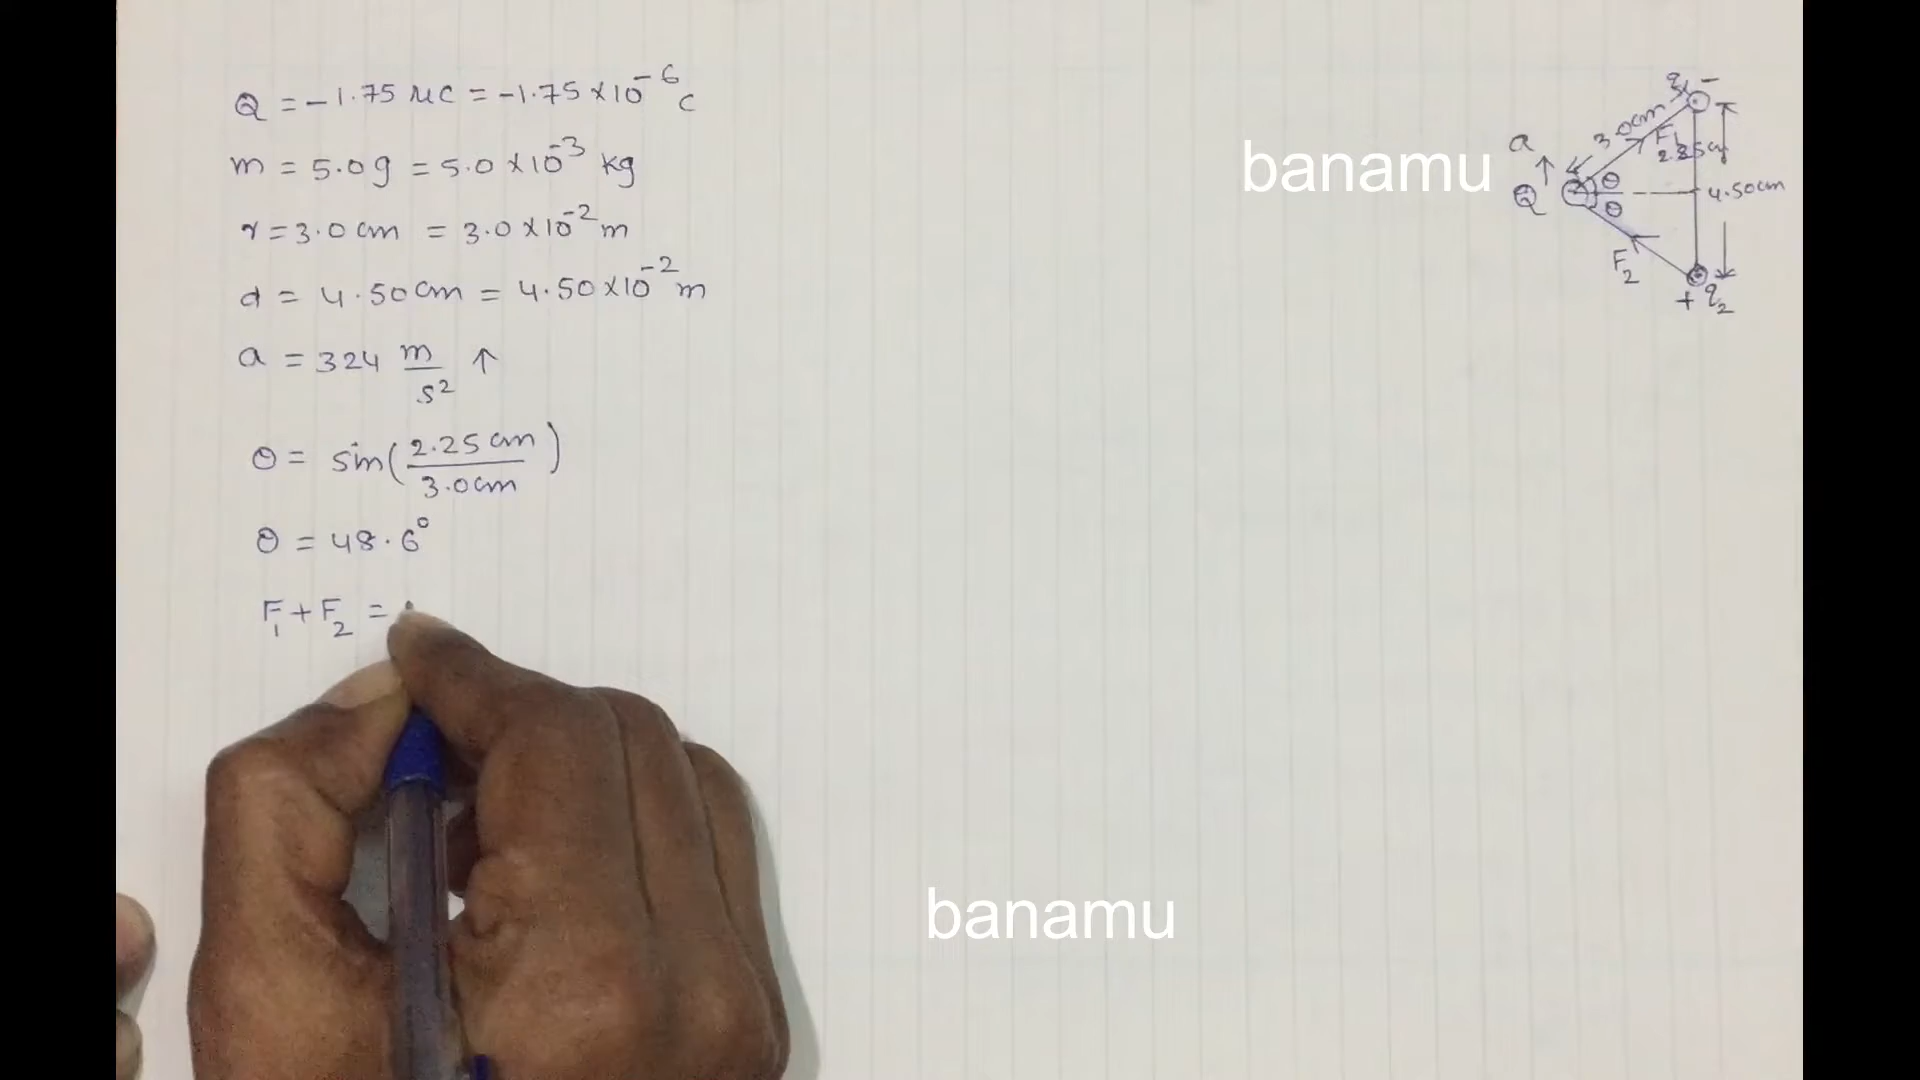 Q = -1.75 μC = -1.75 × 10⁻⁶ C
m = 5.0 g = 5.0 × 10⁻³ kg
r = 3.0 cm = 3.0 × 10⁻² m
d = 4.50 cm = 4.50 × 10⁻² m
a = 324 m/s² ↑
θ = sin(2.25 cm / 3.0 cm)
θ = 48.6°
F₁ + F₂ =
q₁ -
3.0 cm
F₁
a ↑
Q
θ
θ
4.50 cm
F₂
+ q₂
banamu
banamu